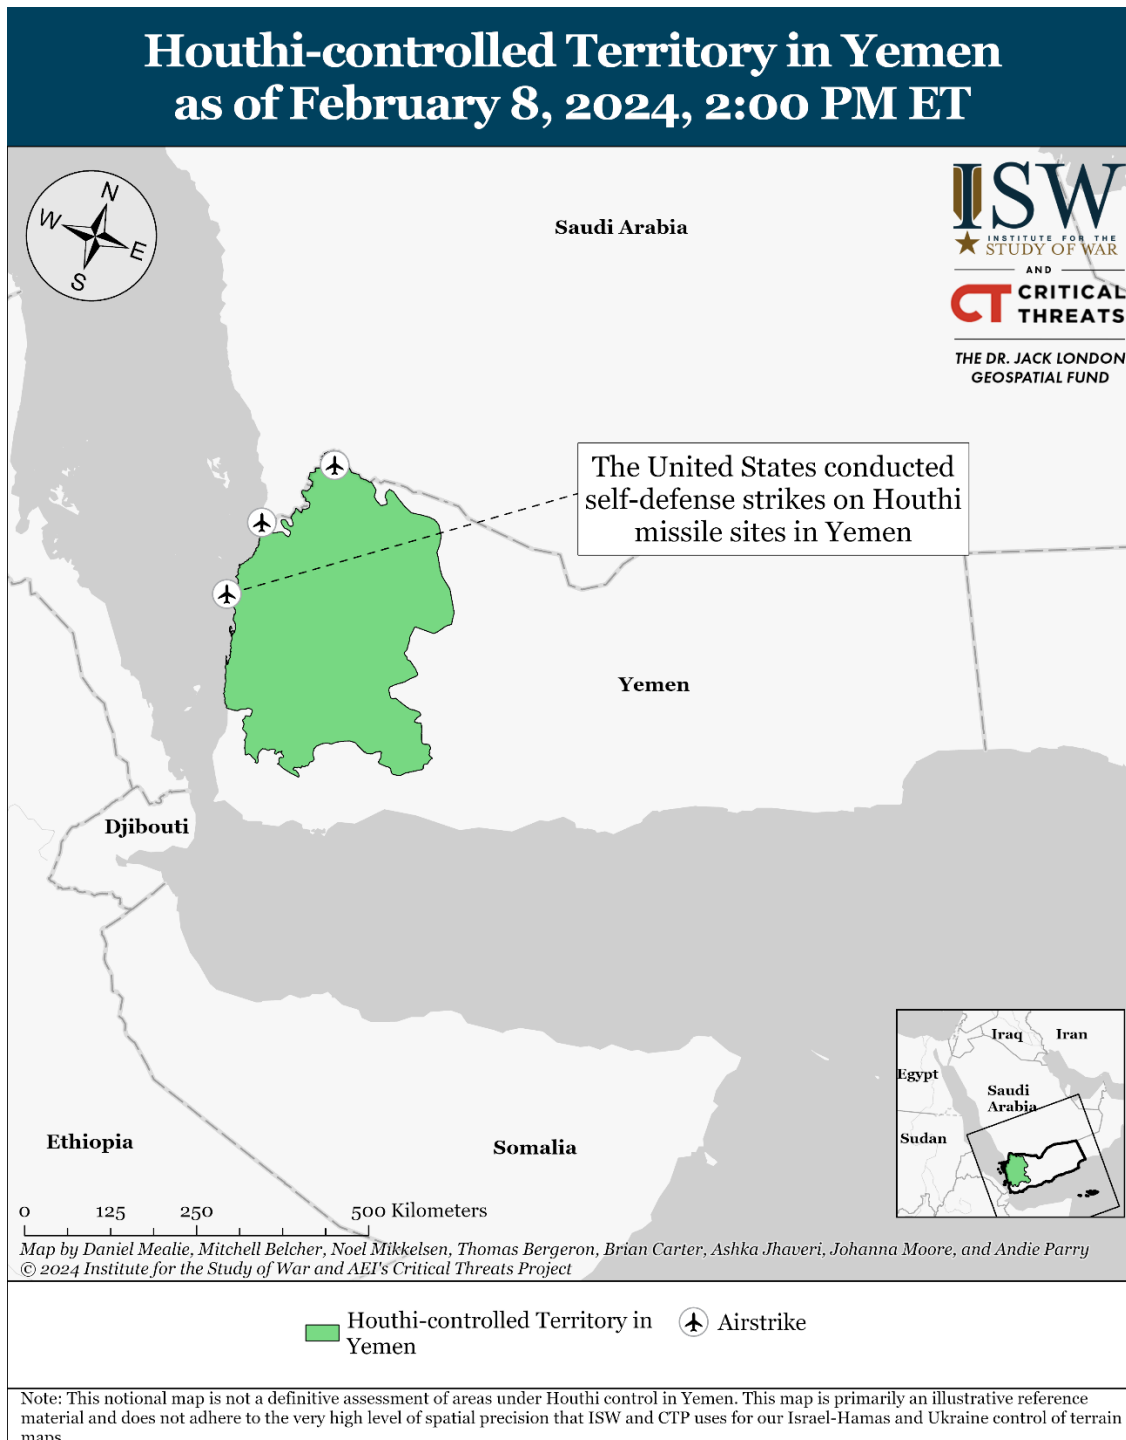 Houthi-controlled Territory in Yemen
as of February 8, 2024, 2:00 PM ET
N
W
E
S
Saudi Arabia
ISW
INSTITUTE FOR THE
STUDY OF WAR
AND
CT CRITICAL
THREATS
THE DR. JACK LONDON
GEOSPATIAL FUND
The United States conducted
self-defense strikes on Houthi
missile sites in Yemen
Yemen
Djibouti
Ethiopia
Somalia
Iraq
Iran
Egypt
Saudi
Arabia
Sudan
0 125 250 500 Kilometers
Map by Daniel Mealie, Mitchell Belcher, Noel Mikkelsen, Thomas Bergeron, Brian Carter, Ashka Jhaveri, Johanna Moore, and Andie Parry
© 2024 Institute for the Study of War and AEI's Critical Threats Project
Houthi-controlled Territory in
Yemen
Airstrike
Note: This notional map is not a definitive assessment of areas under Houthi control in Yemen. This map is primarily an illustrative reference
material and does not adhere to the very high level of spatial precision that ISW and CTP uses for our Israel-Hamas and Ukraine control of terrain
maps